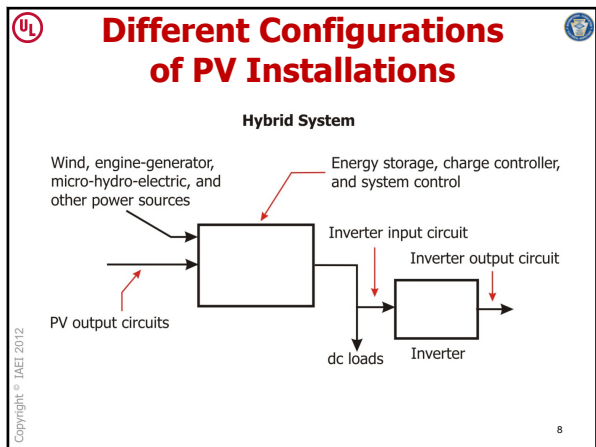 UL
Different Configurations
of PV Installations
Hybrid System
Wind, engine-generator,
micro-hydro-electric, and
other power sources
Energy storage, charge controller,
and system control
Inverter input circuit
Inverter output circuit
PV output circuits
dc loads
Inverter
Copyright © IAEI 2012
8